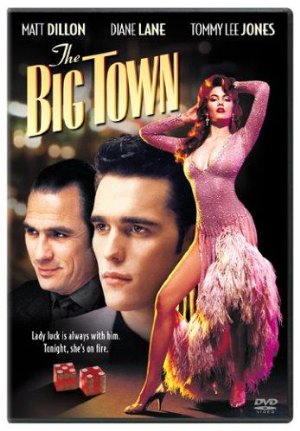 MATT DILLON DIANE LANE TOMMY LEE JONES
The
BIG TOWN
Lady luck is always with him.
Tonight, she's on fire.
DVD
VIDEO